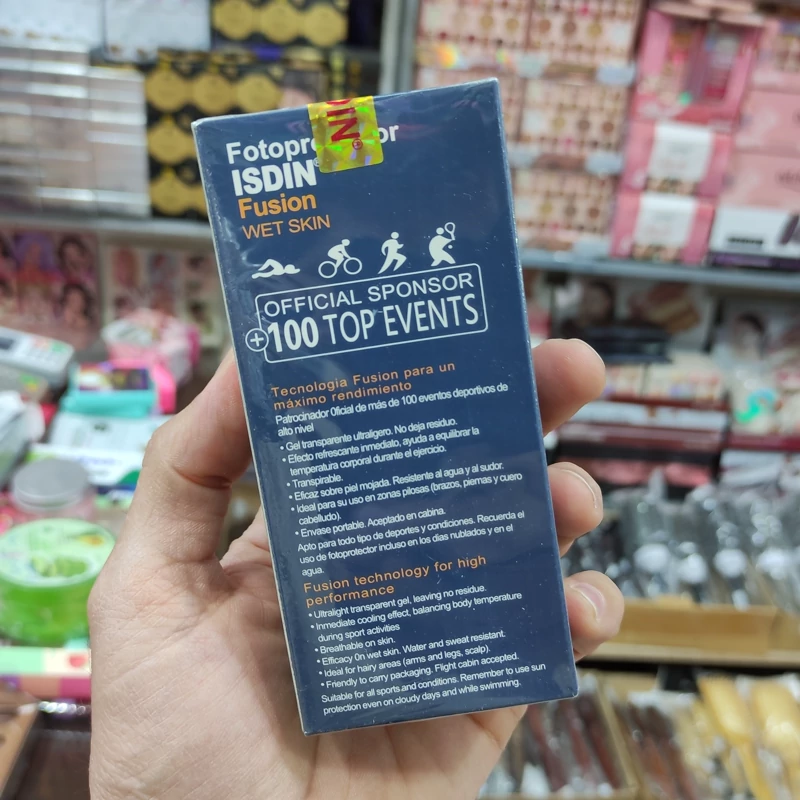 Fotopro or
ISDIN®
Fusion
WET SKIN
DIN®
OFFICIAL SPONSOR
+100 TOP EVENTS
Tecnologia Fusion para un
máximo rendimiento
Patrocinador Oficial de más de 100 eventos deportivos de
alto nivel
• Gel transparente ultraligero. No deja residuo.
• Efecto refrescante inmediato, ayuda a equilibrar la
temperatura corporal durante el ejercicio.
• Transpirable.
• Eficaz sobre piel mojada. Resistente al agua y al sudor.
• Ideal para su uso en zonas pilosas (brazos, piernas y cuero
cabelludo).
• Envase portable. Aceptado en cabina.
Apto para todo tipo de deportes y condiciones. Recuerda el
uso de fotoprotector incluso en los dias nublados y en el
agua.
Fusion technology for high
performance
• Ultralight transparent gel, leaving no residue.
• Immediate cooling effect, balancing body temperature
during sport activities
• Breathable on skin.
• Efficacy 0n wet skin. Water and sweat resistant.
• Ideal for hairy areas (arms and legs, scalp).
• Friendly to carry packaging. Flight cabin accepted.
Suitable for all sports and conditions. Remember to use sun
protection even on cloudy days and while swimming.